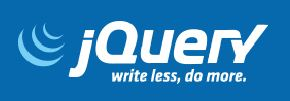 jQuery
write less, do more.